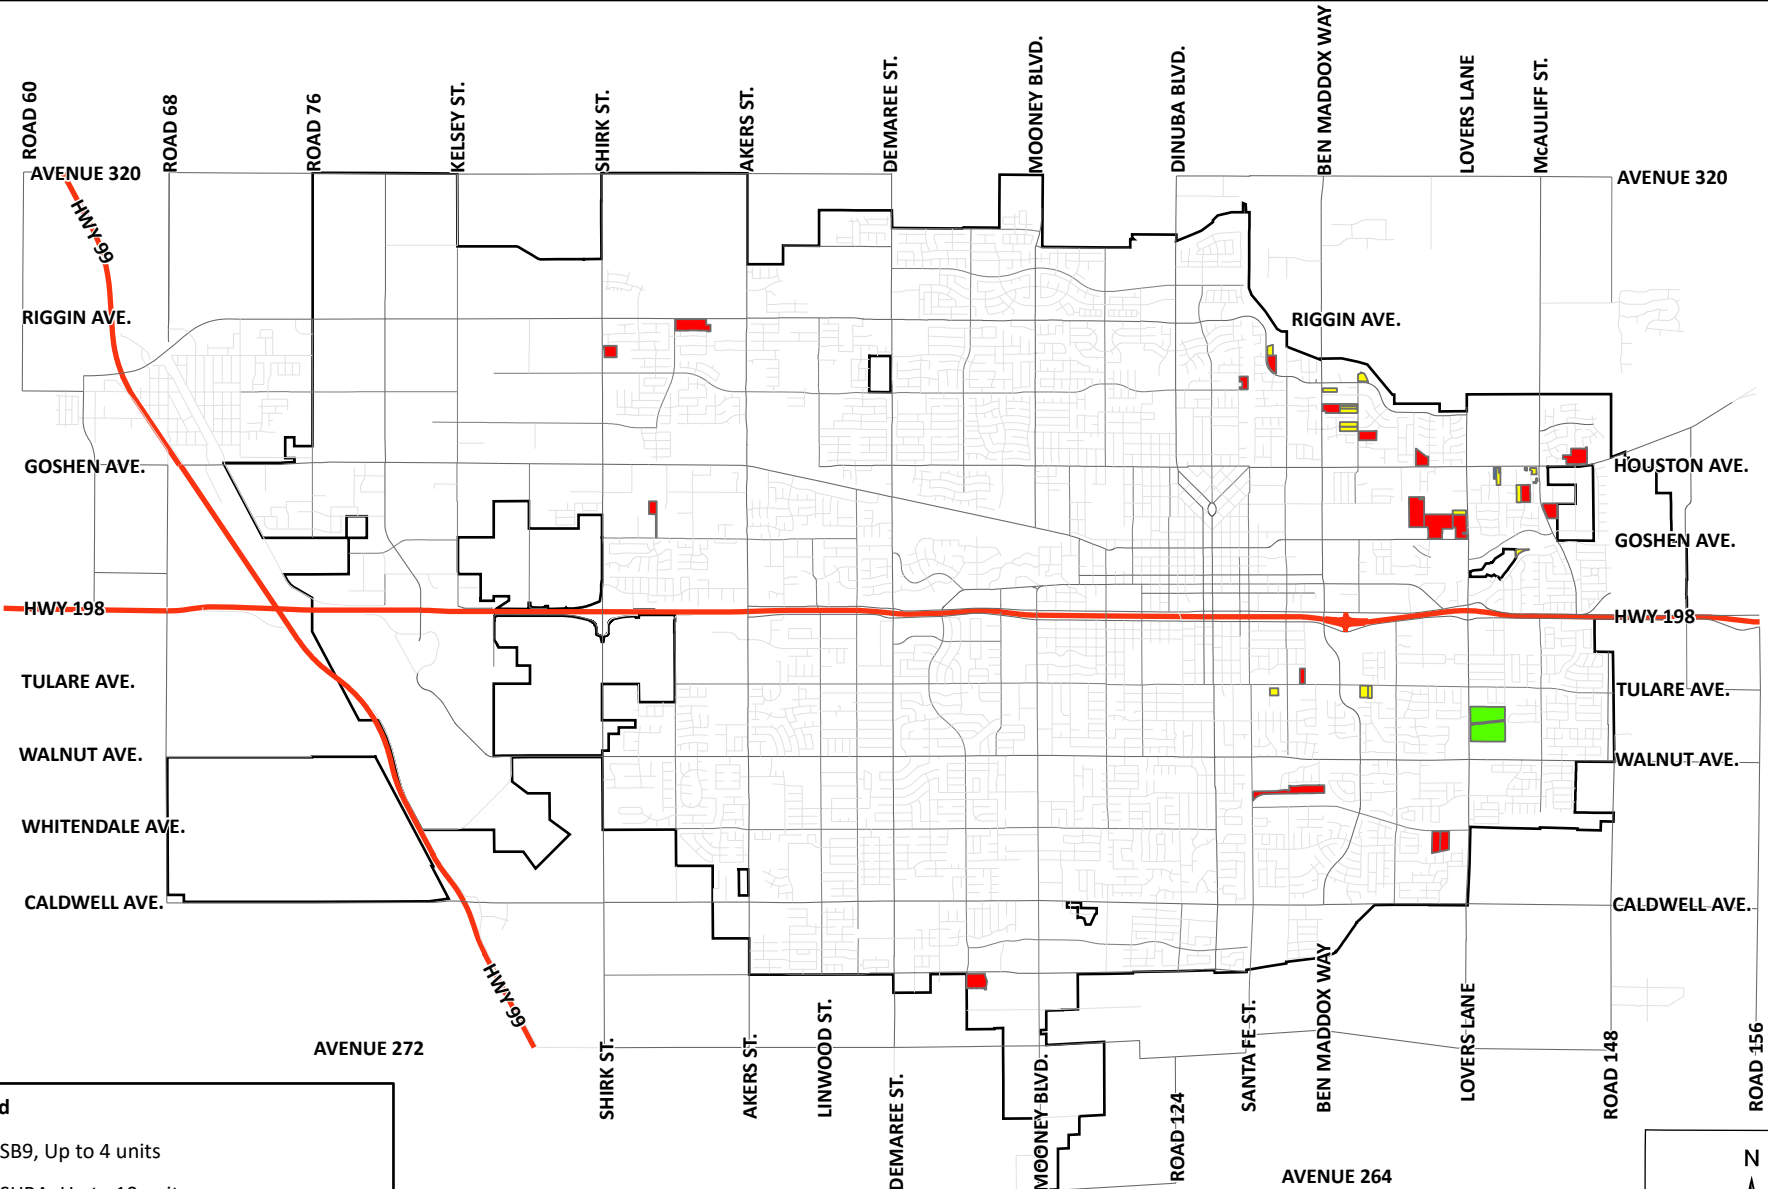 ROAD 60
ROAD 68
ROAD 76
KELSEY ST.
SHIRK ST.
AKERS ST.
DEMAREE ST.
MOONEY BLVD.
DINUBA BLVD.
BEN MADDOX WAY
LOVERS LANE
McAULIFF ST.
AVENUE 320
AVENUE 320
HWY 99
RIGGIN AVE.
RIGGIN AVE.
GOSHEN AVE.
HOUSTON AVE.
GOSHEN AVE.
HWY 198
HWY 198
TULARE AVE.
TULARE AVE.
WALNUT AVE.
WALNUT AVE.
WHITENDALE AVE.
CALDWELL AVE.
CALDWELL AVE.
HWY 99
AVENUE 272
SHIRK ST.
AKERS ST.
LINWOOD ST.
DEMAREE ST.
MOONEY BLVD.
ROAD 124
SANTA FE ST.
BEN MADDOX WAY
LOVERS LANE
ROAD 148
ROAD 156
AVENUE 264
d
SB9, Up to 4 units
N